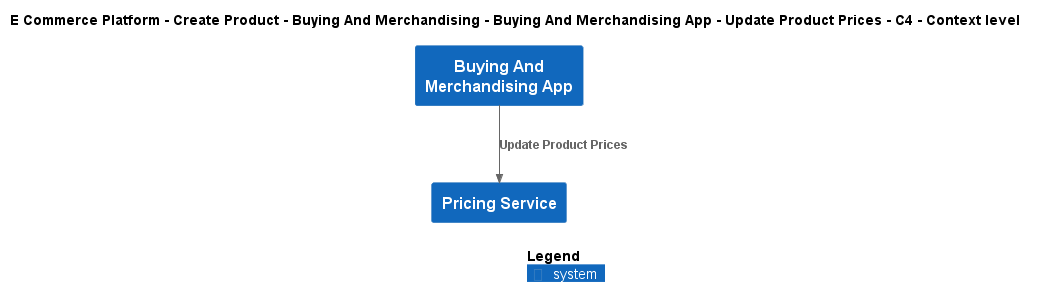 E Commerce Platform - Create Product - Buying And Merchandising - Buying And Merchandising App - Update Product Prices - C4 - Context level
Buying And
Merchandising App
Update Product Prices
Pricing Service
Legend
system